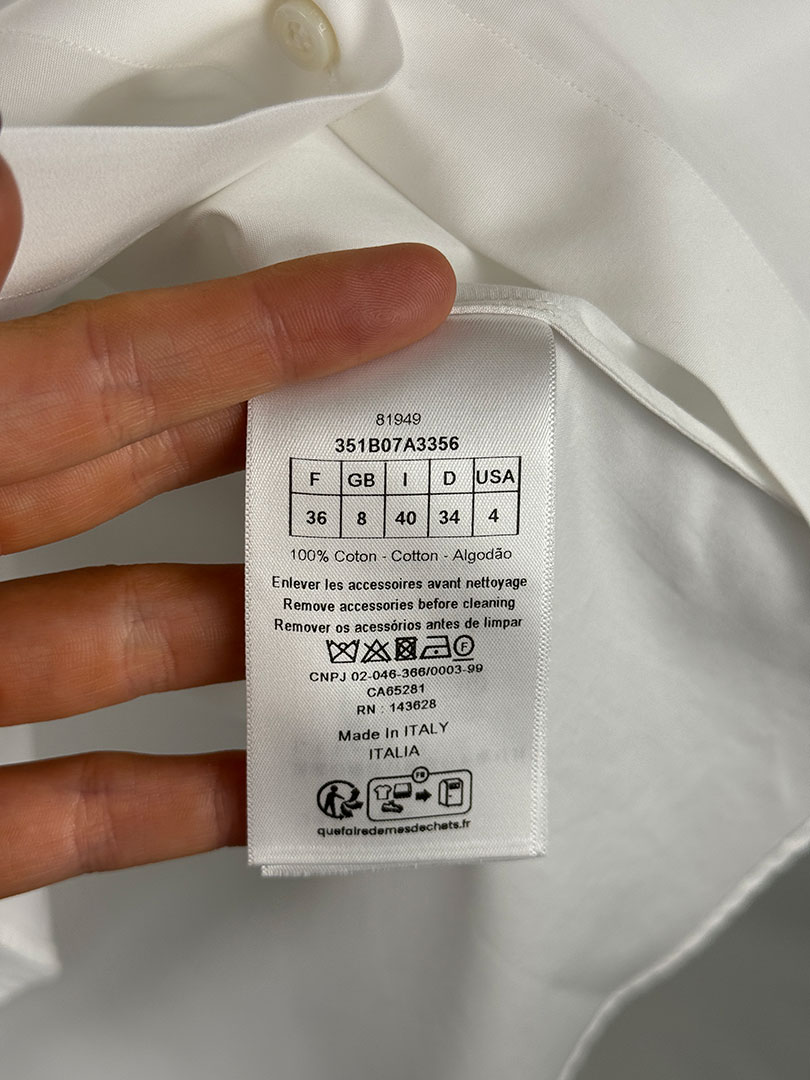 81949
351B07A3356
F GB I D USA
36 8 40 34 4
100% Coton - Cotton - Algodão
Enlever les accessoires avant nettoyage
Remove accessories before cleaning
Remover os acessórios antes de limpar
F
CNPJ 02-046-366/0003-99
CA65281
RN : 143628
Made In ITALY
ITALIA
FR
quefairedemesdechets.fr